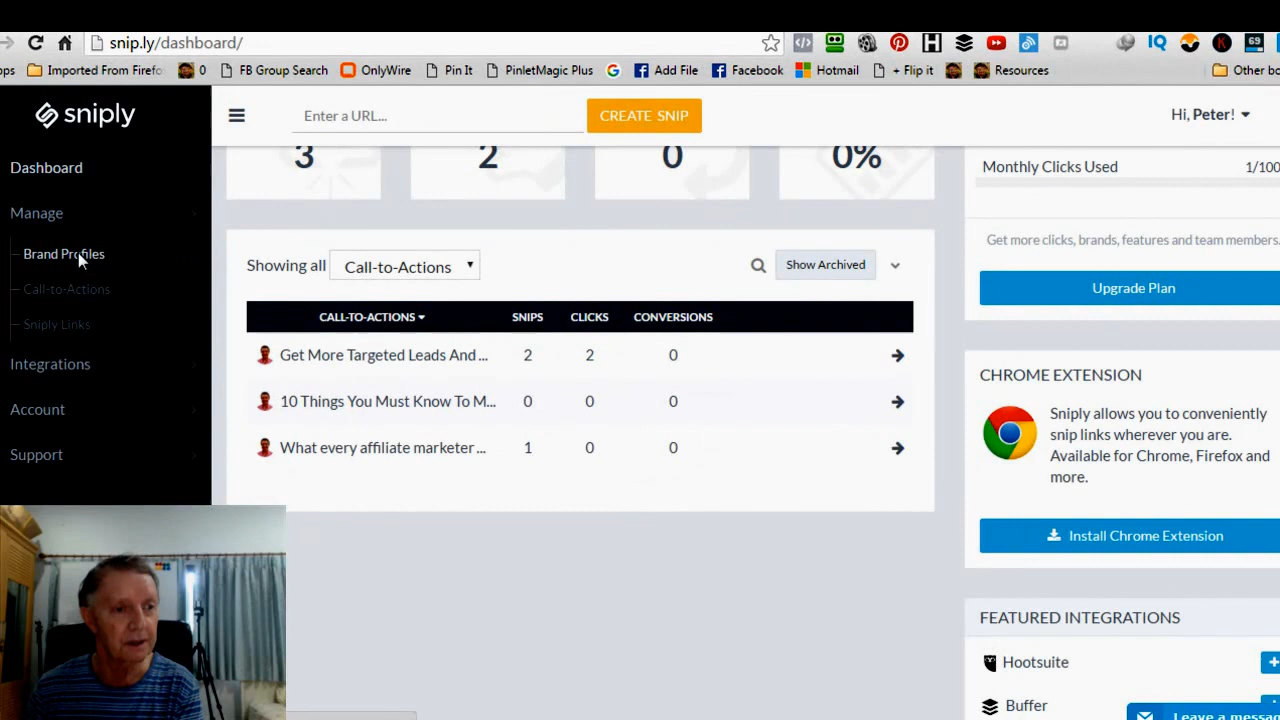 snip.ly/dashboard/
69
Imported From Firefo
0
FB Group Search
OnlyWire
Pin It
PinletMagic Plus
Add File
Facebook
Hotmail
+ Flip it
Resources
Other bo
sniply
Enter a URL...
CREATE SNIP
Hi, Peter!
Dashboard
Manage
Brand Profiles
Call-to-Actions
Sniply Links
Integrations
Account
Support
3
2
0
0%
Showing all
Call-to-Actions
Show Archived
CALL-TO-ACTIONS
SNIPS
CLICKS
CONVERSIONS
Get More Targeted Leads And ...
2
2
0
10 Things You Must Know To M...
0
0
0
What every affiliate marketer ...
1
0
0
Monthly Clicks Used
1/100
Get more clicks, brands, features and team members.
Upgrade Plan
CHROME EXTENSION
Sniply allows you to conveniently
snip links wherever you are.
Available for Chrome, Firefox and
more.
Install Chrome Extension
FEATURED INTEGRATIONS
Hootsuite
Buffer
Leave a messa